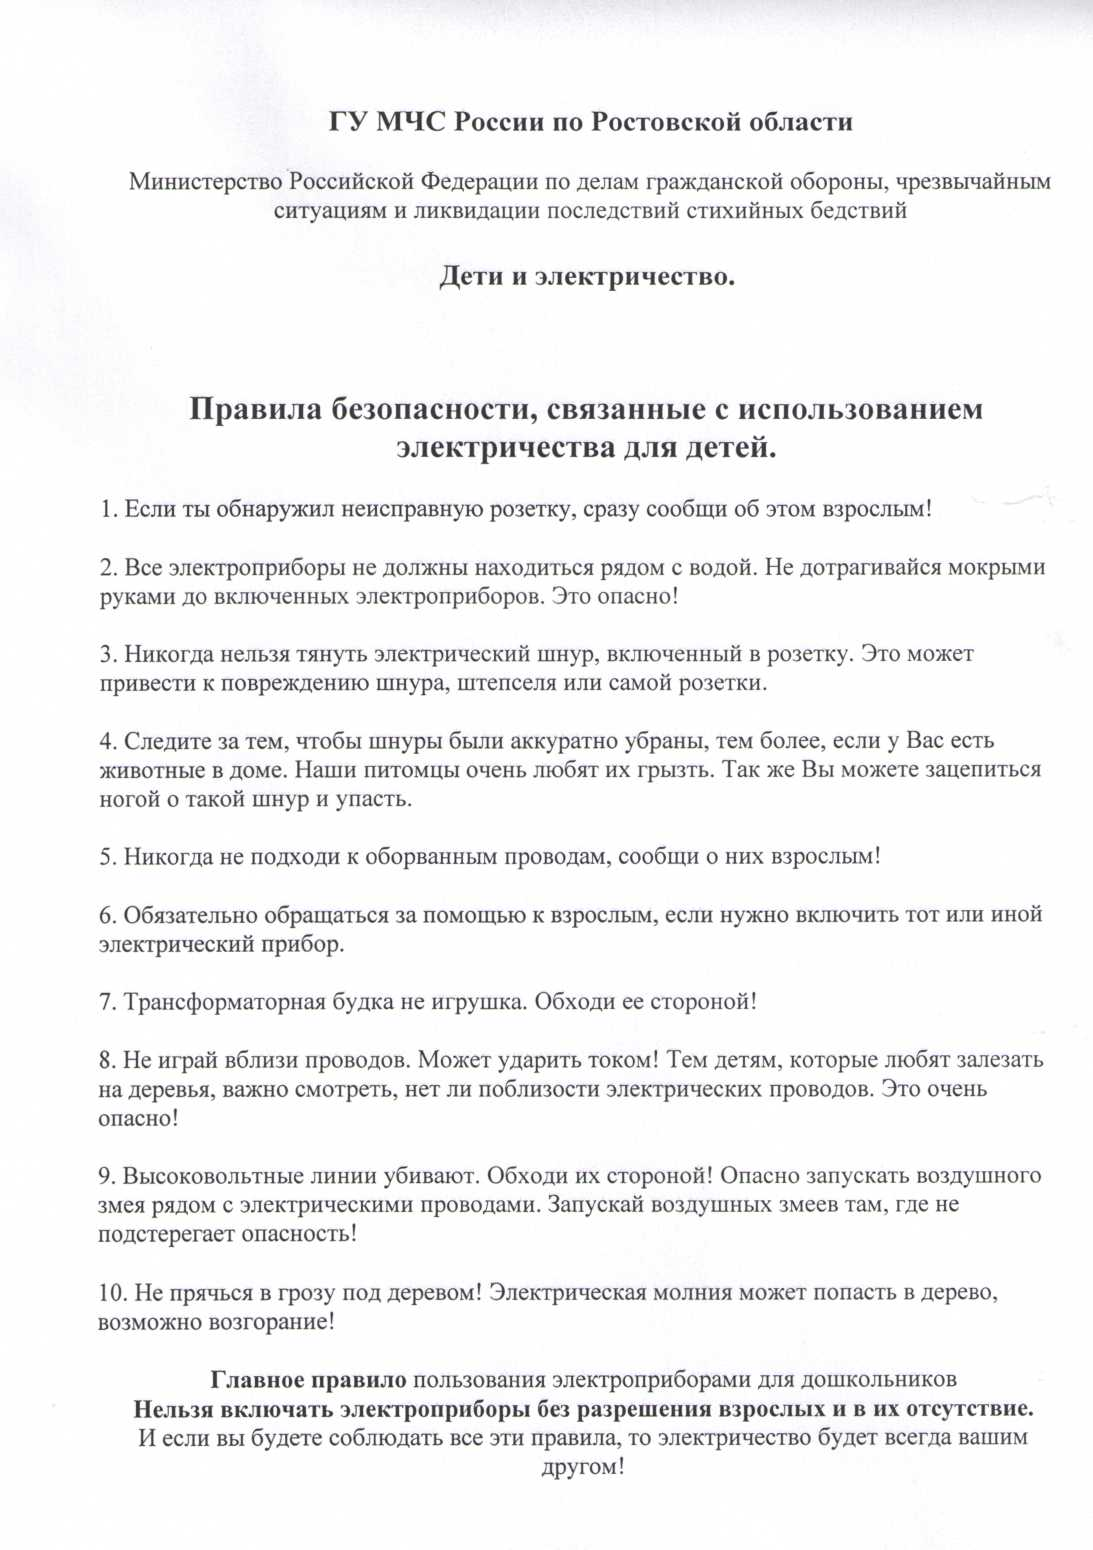 ГУ МЧС России по Ростовской области
Министерство Российской Федерации по делам гражданской обороны, чрезвычайным
ситуациям и ликвидации последствий стихийных бедствий
Дети и электричество.
Правила безопасности, связанные с использованием
электричества для детей.
1. Если ты обнаружил неисправную розетку, сразу сообщи об этом взрослым!
2. Все электроприборы не должны находиться рядом с водой. Не дотрагивайся мокрыми
руками до включенных электроприборов. Это опасно!
3. Никогда нельзя тянуть электрический шнур, включенный в розетку. Это может
привести к повреждению шнура, штепселя или самой розетки.
4. Следите за тем, чтобы шнуры были аккуратно убраны, тем более, если у Вас есть
животные в доме. Наши питомцы очень любят их грызть. Так же Вы можете зацепиться
ногой о такой шнур и упасть.
5. Никогда не подходи к оборванным проводам, сообщи о них взрослым!
6. Обязательно обращаться за помощью к взрослым, если нужно включить тот или иной
электрический прибор.
7. Трансформаторная будка не игрушка. Обходи ее стороной!
8. Не играй вблизи проводов. Может ударить током! Тем детям, которые любят залезать
на деревья, важно смотреть, нет ли поблизости электрических проводов. Это очень
опасно!
9. Высоковольтные линии убивают. Обходи их стороной! Опасно запускать воздушного
змея рядом с электрическими проводами. Запускай воздушных змеев там, где не
подстерегает опасность!
10. Не прячься в грозу под деревом! Электрическая молния может попасть в дерево,
возможно возгорание!
Главное правило пользования электроприборами для дошкольников
Нельзя включать электроприборы без разрешения взрослых и в их отсутствие.
И если вы будете соблюдать все эти правила, то электричество будет всегда вашим
другом!